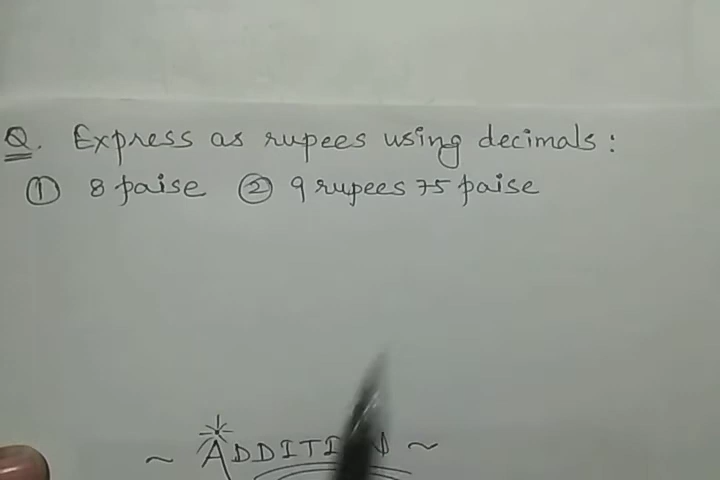 Q. Express as rupees using decimals :
① 8 paise ② 9 rupees 75 paise